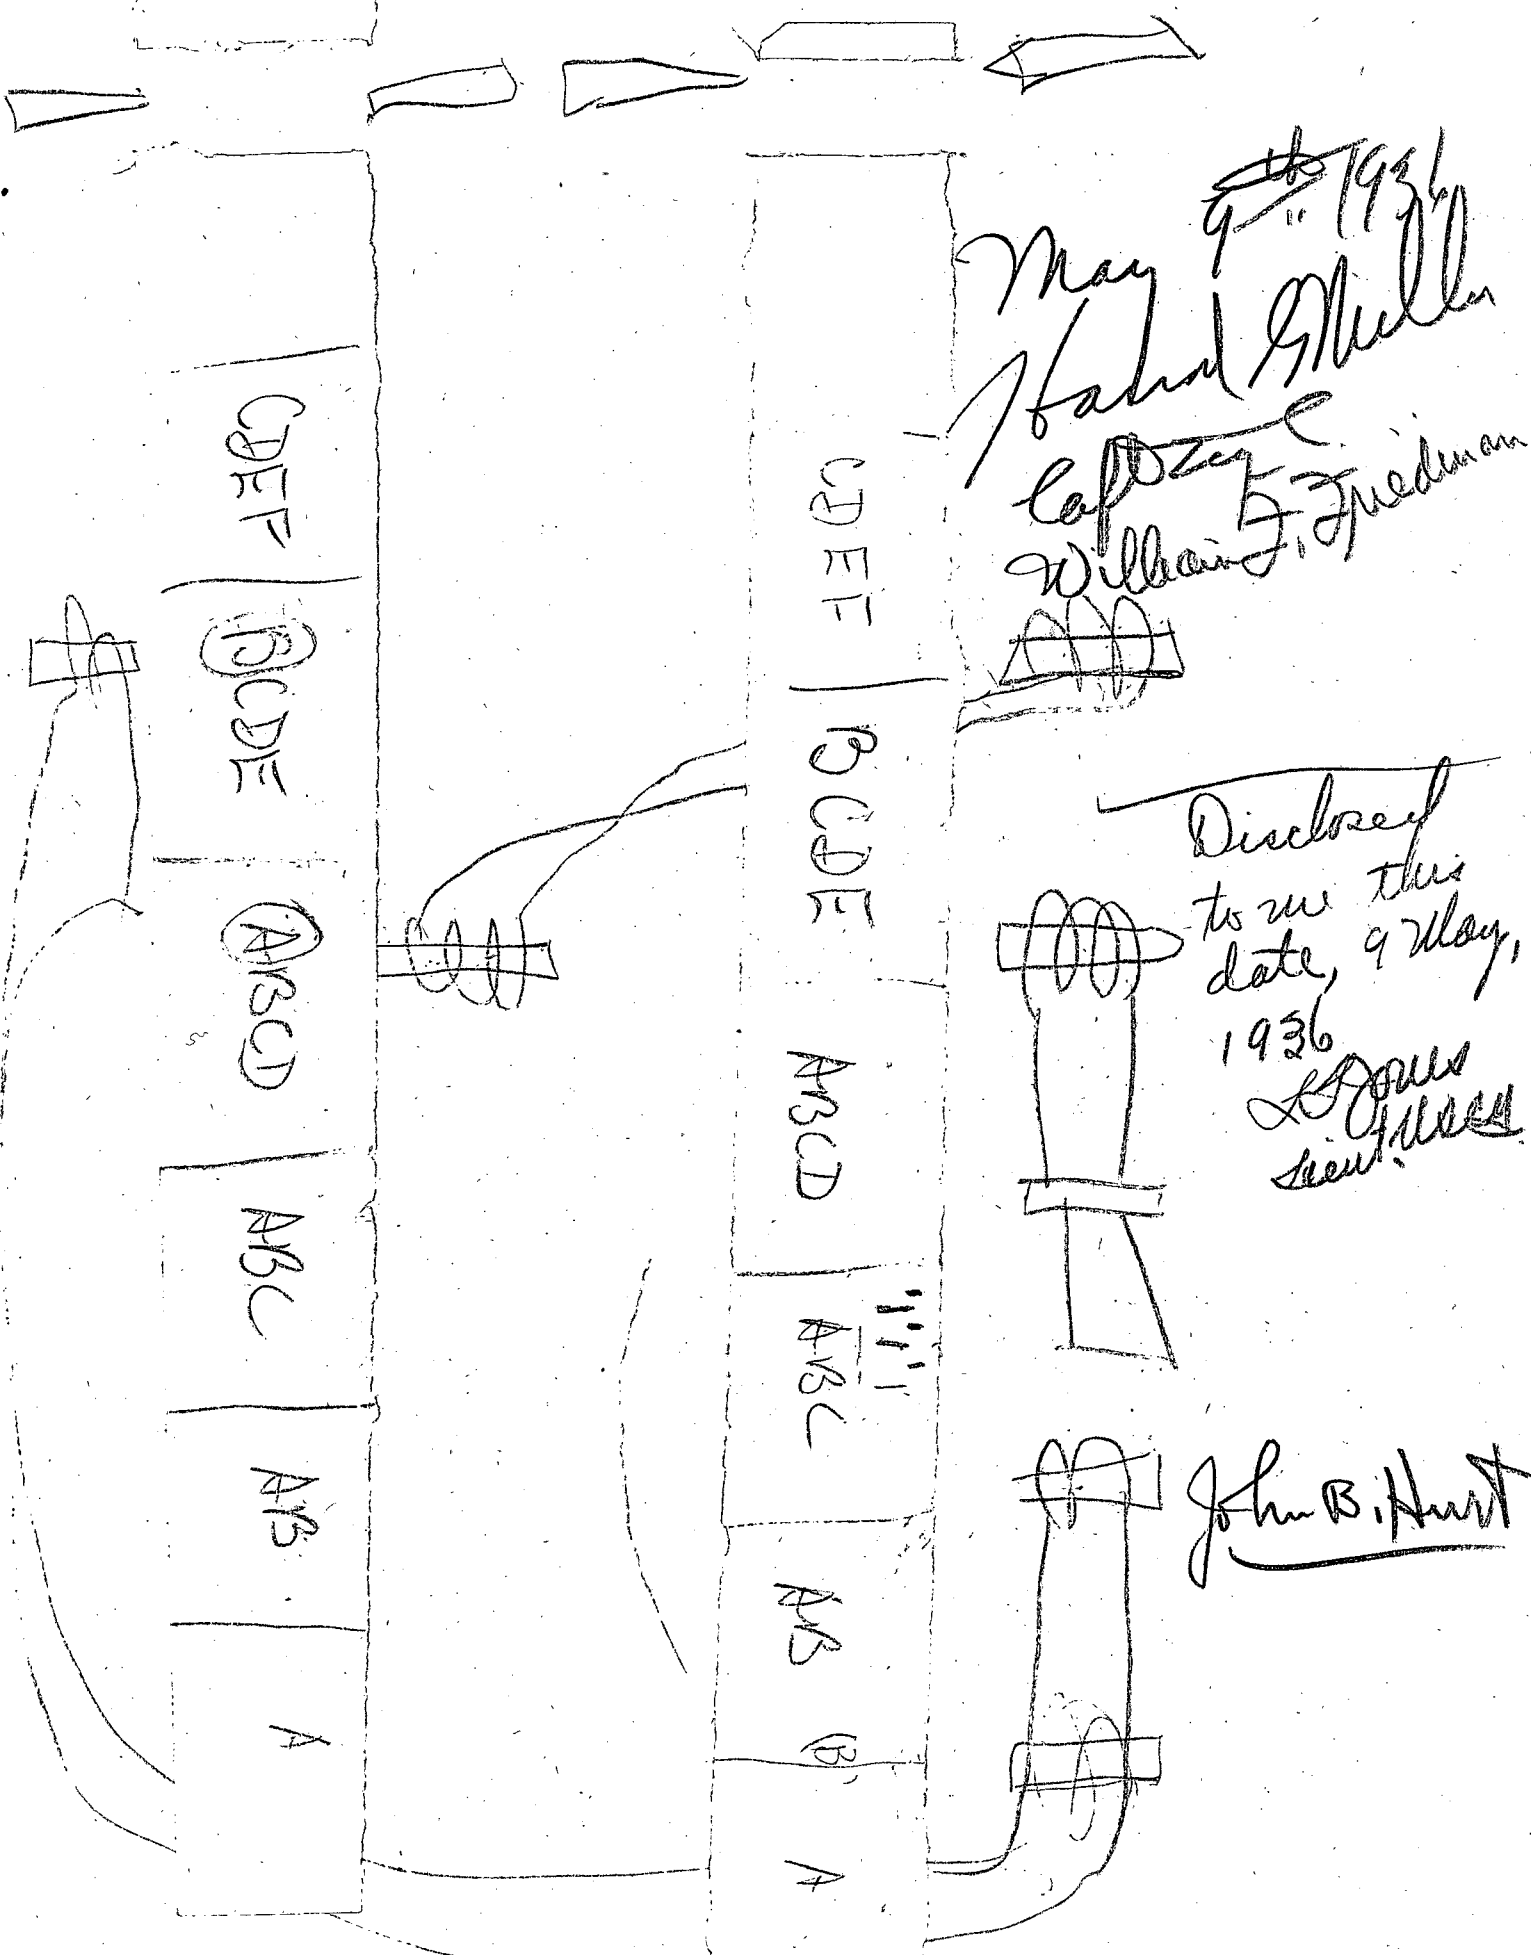 May 9th 1936
Harold G Miller
William F. Friedman
Disclosed
to me this
date, 9 May,
1936
Lieut.
John B. Hurt
CDEF
BCDE
ABCD
ABC
AB
A
CDEF
BCDE
ABCD
ABC
AB
B
A